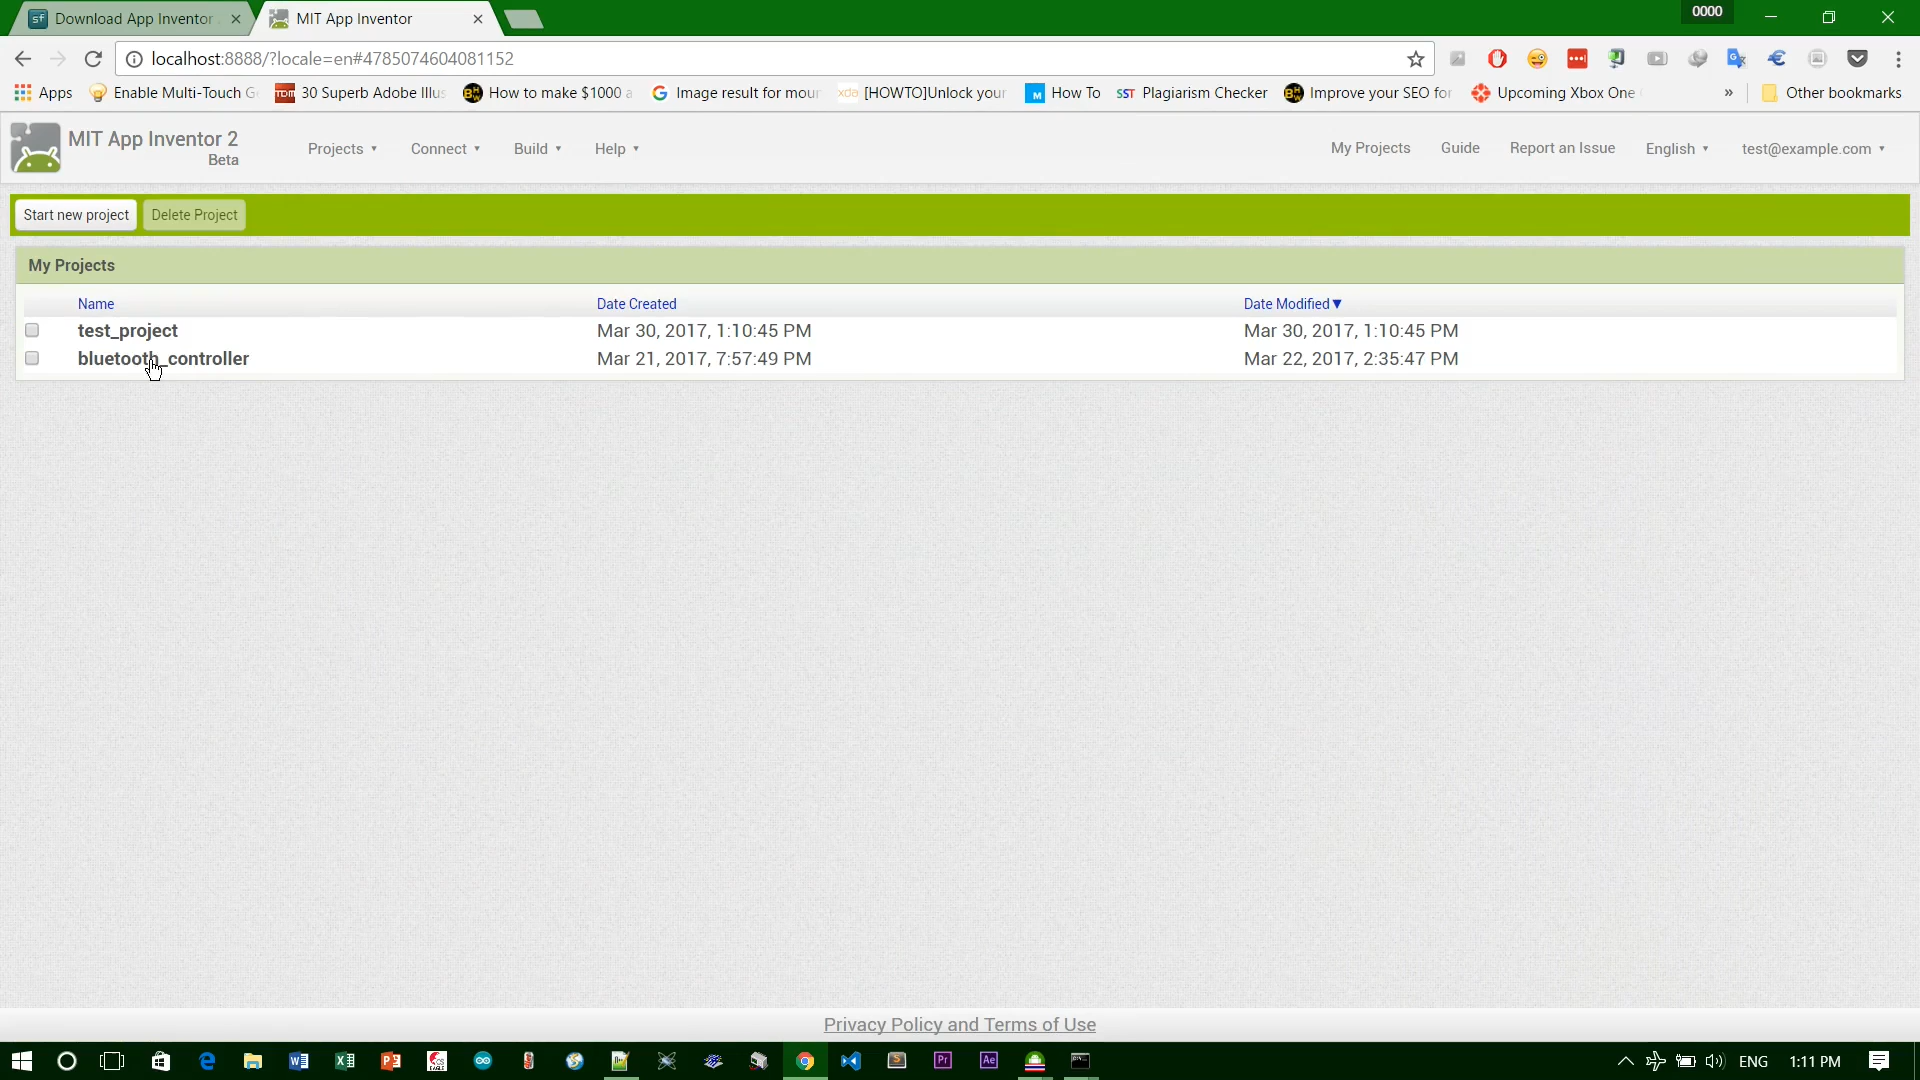 Download App Inventor
MIT App Inventor
0000
localhost:8888/?locale=en#4785074604081152
Apps
Enable Multi-Touch G
30 Superb Adobe Illus
How to make $1000 a
Image result for mour
[HOWTO]Unlock your
How To
SST Plagiarism Checker
Improve your SEO for
Upcoming Xbox One
»
Other bookmarks
MIT App Inventor 2
Beta
Projects
Connect
Build
Help
My Projects
Guide
Report an Issue
English
test@example.com
Start new project
Delete Project
My Projects
Name
Date Created
Date Modified
test_project
Mar 30, 2017, 1:10:45 PM
Mar 30, 2017, 1:10:45 PM
bluetooth_controller
Mar 21, 2017, 7:57:49 PM
Mar 22, 2017, 2:35:47 PM
Privacy Policy and Terms of Use
ENG
1:11 PM